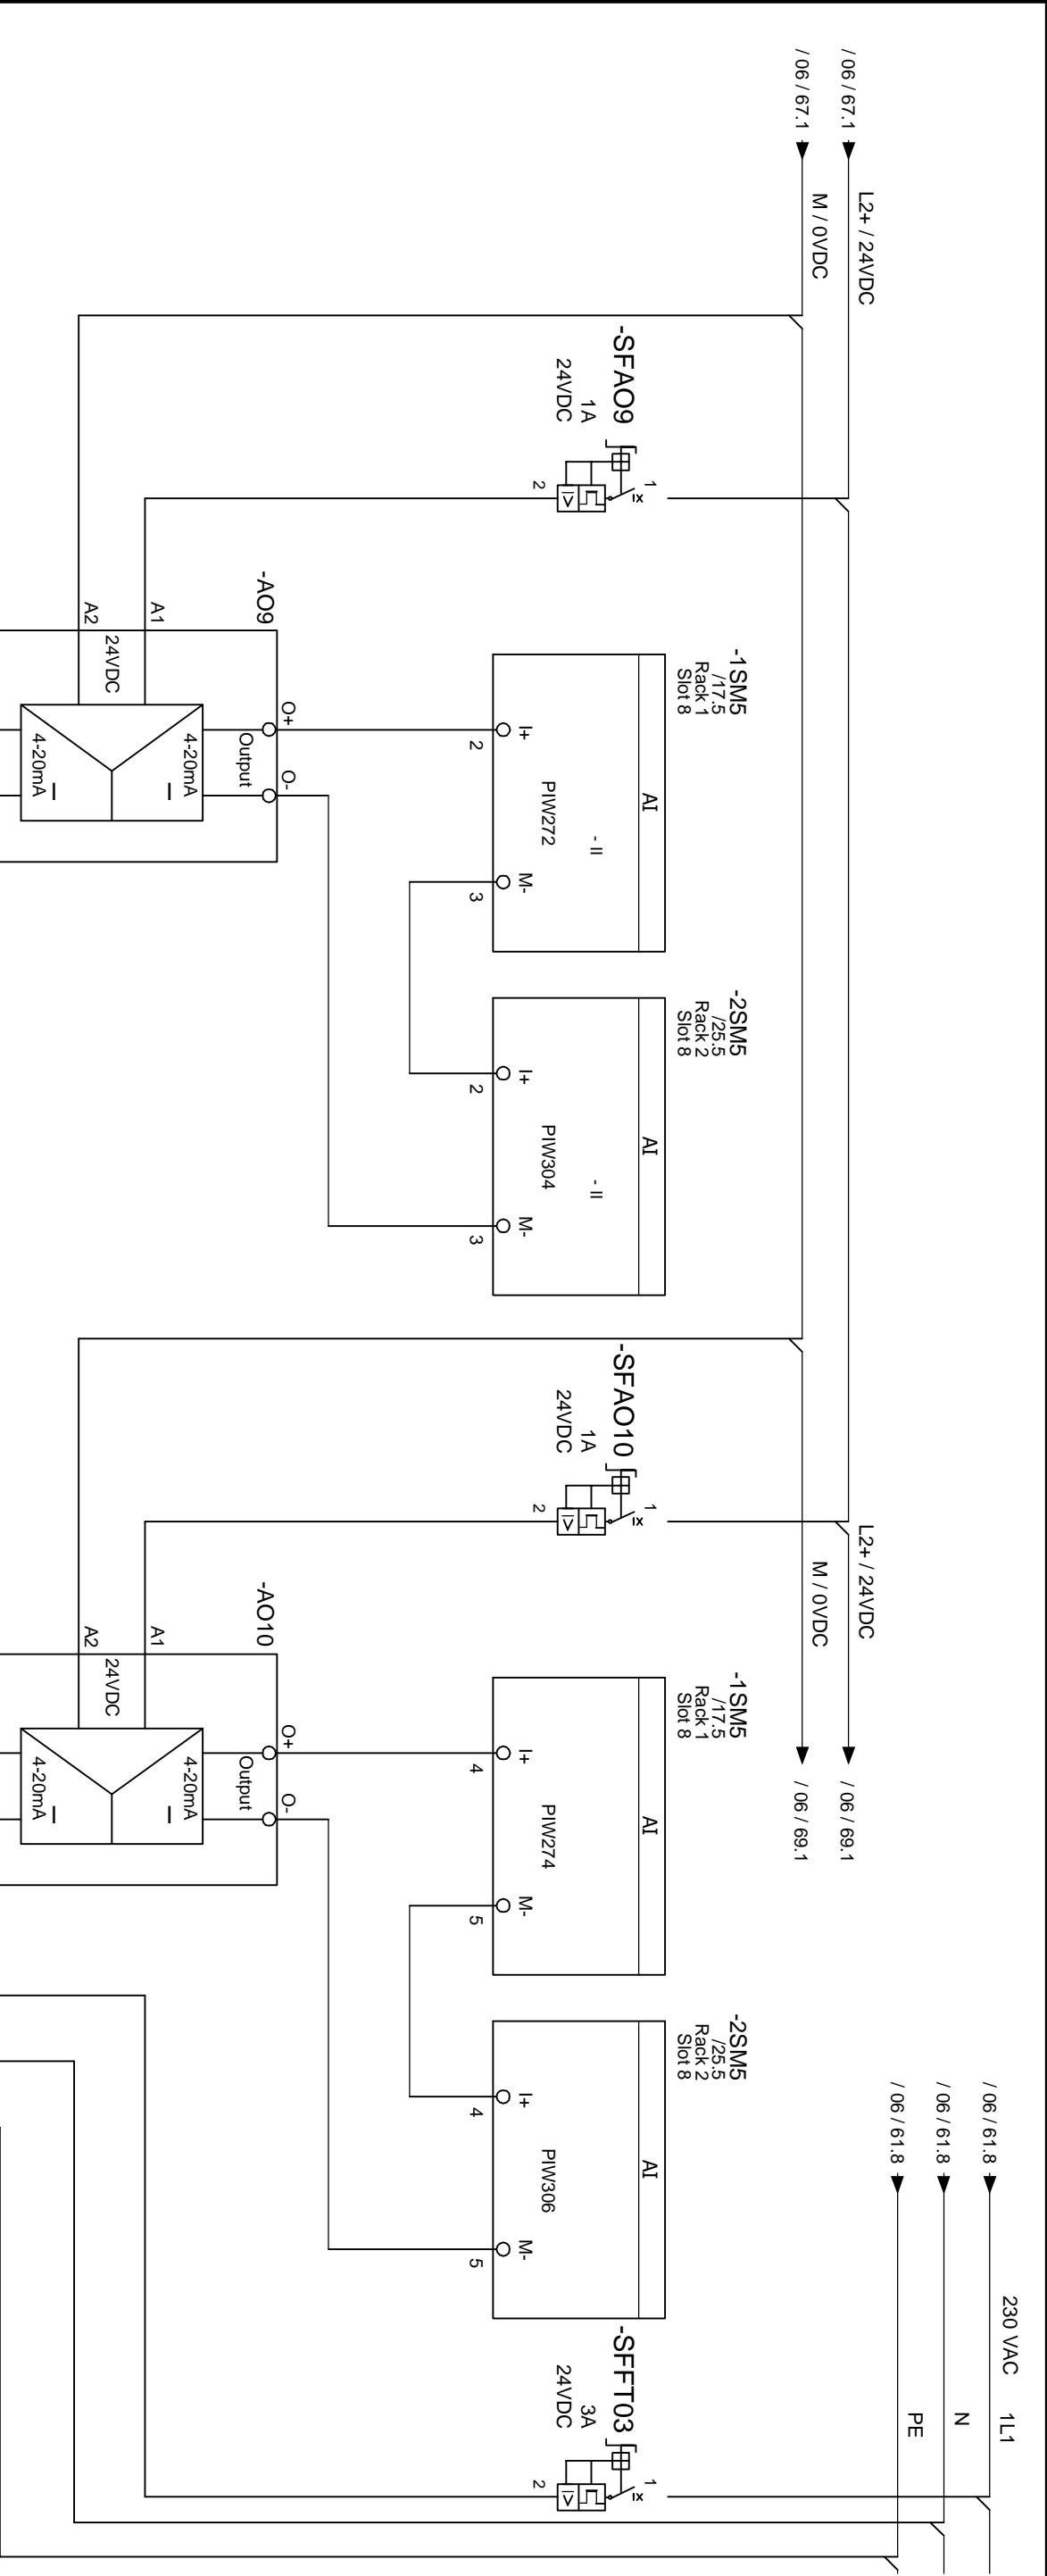 / 06 / 67.1
L2+ / 24VDC
/ 06 / 67.1
M / 0VDC
L2+ / 24VDC
/ 06 / 69.1
M / 0VDC
/ 06 / 69.1
230 VAC
1L1
/ 06 / 61.8
N
/ 06 / 61.8
PE
/ 06 / 61.8
-SFAO9
1A
24VDC
1
I>
2
-1SM5
/17.5
Rack 1
Slot 8
AI
- II
PIW272
I+
M-
2
3
-2SM5
/25.5
Rack 2
Slot 8
AI
- II
PIW304
I+
M-
2
3
-AO9
O+
O-
Output
A1
A2
24VDC
4-20mA
4-20mA
-SFAO10
1A
24VDC
1
I>
2
-1SM5
/17.5
Rack 1
Slot 8
AI
PIW274
I+
M-
4
5
-2SM5
/25.5
Rack 2
Slot 8
AI
PIW306
I+
M-
4
5
-AO10
O+
O-
Output
A1
A2
24VDC
4-20mA
4-20mA
-SFFT03
3A
24VDC
1
I>
2